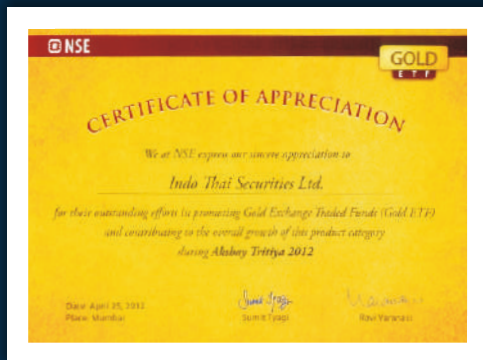 NSE
GOLD
ETF
CERTIFICATE OF APPRECIATION
We at NSE express our sincere appreciation to
Indo Thai Securities Ltd.
for their outstanding efforts in promoting Gold Exchange Traded Funds (Gold ETF)
and contributing to the overall growth of this product category
during Akshay Tritiya 2012
Date: April 25, 2012
Place: Mumbai
Sumit Tyagi
Ravi Varanasi